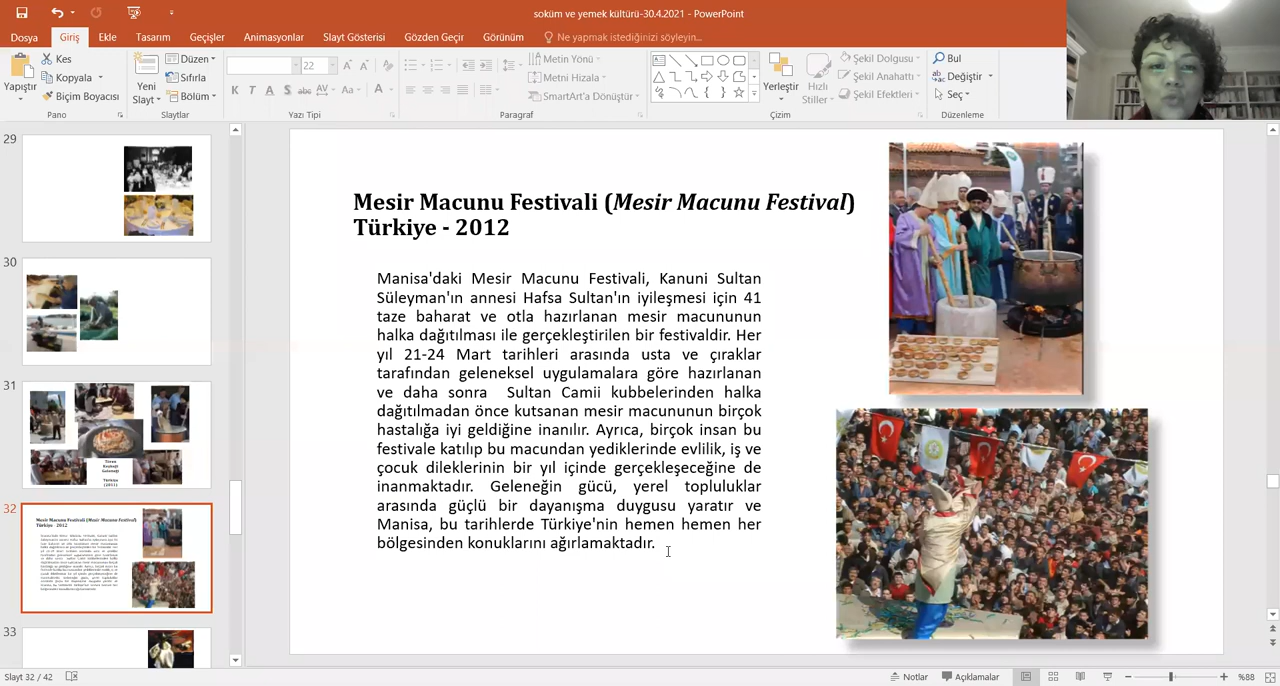 soküm ve yemek kültürü-30.4.2021 - PowerPoint
Dosya Giriş Ekle Tasarım Geçişler Animasyonlar Slayt Gösterisi Gözden Geçir Görünüm Ne yapmak istediğinizi söyleyin...
Yapıştır
Kes
Kopyala
Biçim Boyacısı
Pano
Yeni
Slayt
Düzen
Sıfırla
Bölüm
Slaytlar
22
K T A S abc AV Aa A
Yazı Tipi
Metin Yönü
Metni Hizala
SmartArt'a Dönüştür
Paragraf
Yerleştir
Hızlı
Stiller
Şekil Dolgusu
Şekil Anahattı
Şekil Efektleri
Çizim
Bul
Değiştir
Seç
Düzenleme
29
30
31
32
33
Mesir Macunu Festivali (Mesir Macunu Festival)
Türkiye - 2012
Manisa'daki Mesir Macunu Festivali, Kanuni Sultan
Süleyman'ın annesi Hafsa Sultan'ın iyileşmesi için 41
taze baharat ve otla hazırlanan mesir macununun
halka dağıtılması ile gerçekleştirilen bir festivaldir. Her
yıl 21-24 Mart tarihleri arasında usta ve çıraklar
tarafından geleneksel uygulamalara göre hazırlanan
ve daha sonra Sultan Camii kubbelerinden halka
dağıtılmadan önce kutsanan mesir macununun birçok
hastalığa iyi geldiğine inanılır. Ayrıca, birçok insan bu
festivale katılıp bu macundan yediklerinde evlilik, iş ve
çocuk dileklerinin bir yıl içinde gerçekleşeceğine de
inanmaktadır. Geleneğin gücü, yerel topluluklar
arasında güçlü bir dayanışma duygusu yaratır ve
Manisa, bu tarihlerde Türkiye'nin hemen hemen her
bölgesinden konuklarını ağırlamaktadır.
Slayt 32 / 42
Notlar
Açıklamalar
%88